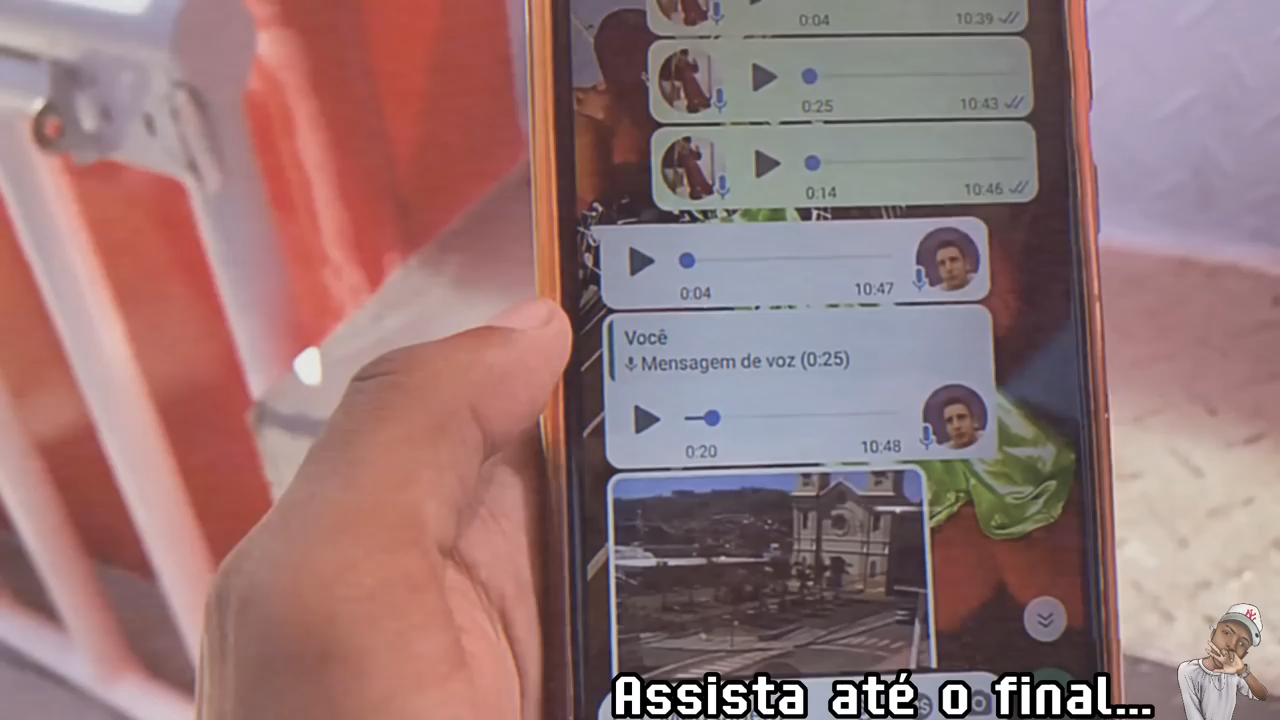 0:04 10:39
0:25 10:43
0:14 10:46
0:04 10:47
Você
Mensagem de voz (0:25)
0:20 10:48
Assista até o final...